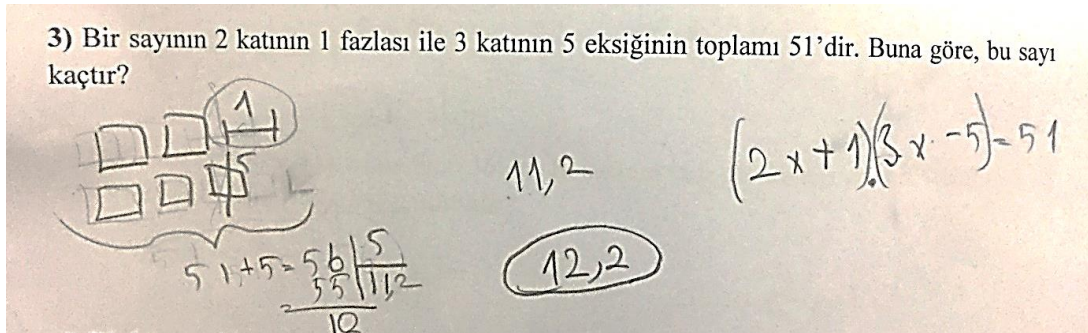 3) Bir sayının 2 katının 1 fazlası ile 3 katının 5 eksiğinin toplamı 51'dir. Buna göre, bu sayı
kaçtır?
1
5
11,2
(2x+1).(3x-5)=51
51+5=56 | 5
55 | 11,2
10
12,2